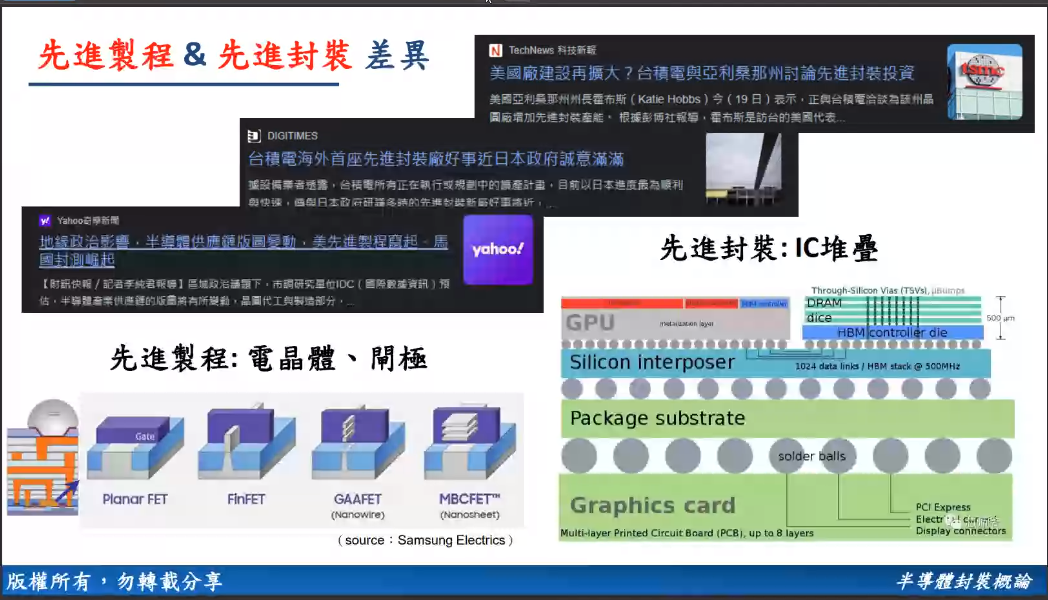 先進製程 & 先進封裝 差異
TechNews 科技新報
美國廠建設再擴大？台積電與亞利桑那州討論先進封裝投資
美國亞利桑那州州長霍布斯（Katie Hobbs）今（19 日）表示，正與台積電洽談為該州晶
圓廠增加先進封裝產能。 根據彭博社報導，霍布斯是訪台的美國代表...
DIGITIMES
台積電海外首座先進封裝廠好事近日本政府誠意滿滿
據設備業者透露，台積電所有正在執行或規劃中的擴產計畫，目前以日本進度最為順利
與快速，傳與日本政府研議多時的先進封裝新廠好事將近，...
Yahoo奇摩新聞
地緣政治影響，半導體供應鏈版圖變動，美先進製程竄起、馬
國封測崛起
【財訊快報／記者李純君報導】區域政治議題下，市調研究單位IDC（國際數據資訊）預
估，半導體產業供應鏈的版圖將有所變動，晶圓代工與製造部分，...
yahoo!
先進封裝: IC堆疊
先進製程: 電晶體、閘極
Through-Silicon Vias (TSVs), µBumps
DRAM
dice
HBM controller die
500 µm
GPU
metalization layer
HBM controller
Silicon interposer
1024 data links / HBM stack @ 500MHz
Package substrate
solder balls
Graphics card
PCI Express
Display connectors
Multi-layer Printed Circuit Board (PCB), up to 8 layers
Gate
Planar FET
FinFET
GAAFET
(Nanowire)
MBCFET™
(Nanosheet)
（source：Samsung Electrics）
版權所有，勿轉載分享
半導體封裝概論